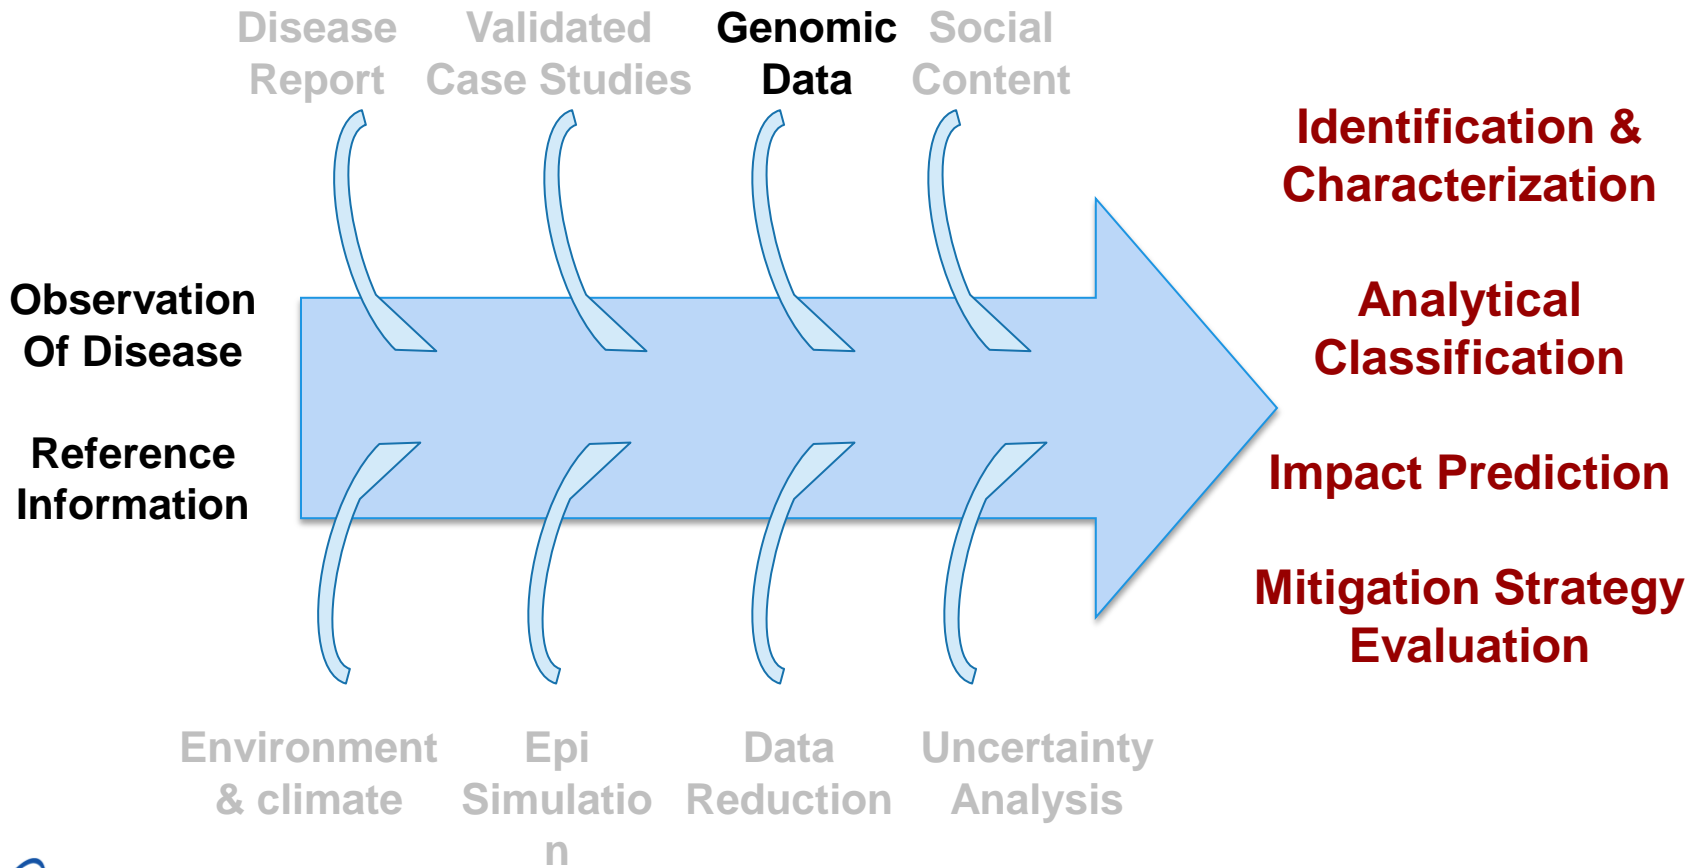 Disease
Report
Validated
Case Studies
Genomic
Data
Social
Content
Identification &
Characterization
Observation
Of Disease
Analytical
Classification
Reference
Information
Impact Prediction
Mitigation Strategy
Evaluation
Environment
& climate
Epi
Simulatio
n
Data
Reduction
Uncertainty
Analysis